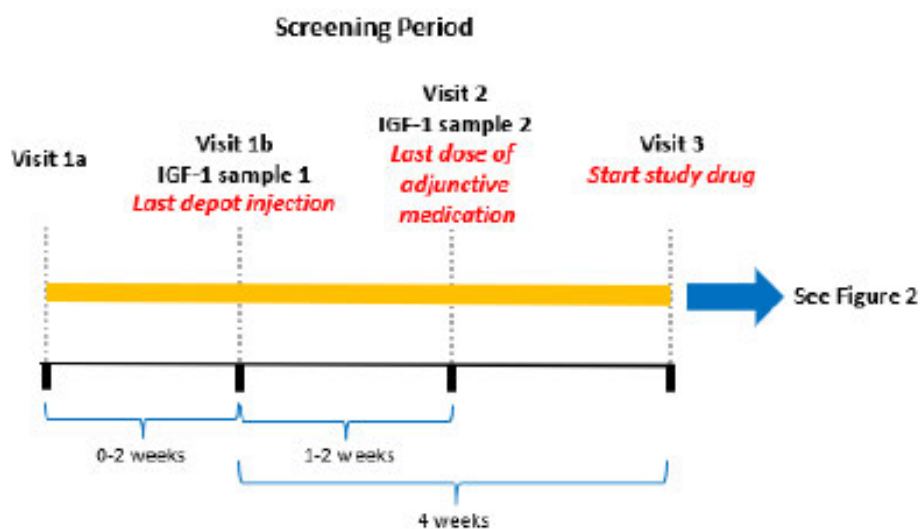 Screening Period
Visit 1a
Visit 1b
IGF-1 sample 1
Last depot injection
Visit 2
IGF-1 sample 2
Last dose of
adjunctive
medication
Visit 3
Start study drug
See Figure 2
0-2 weeks
1-2 weeks
4 weeks